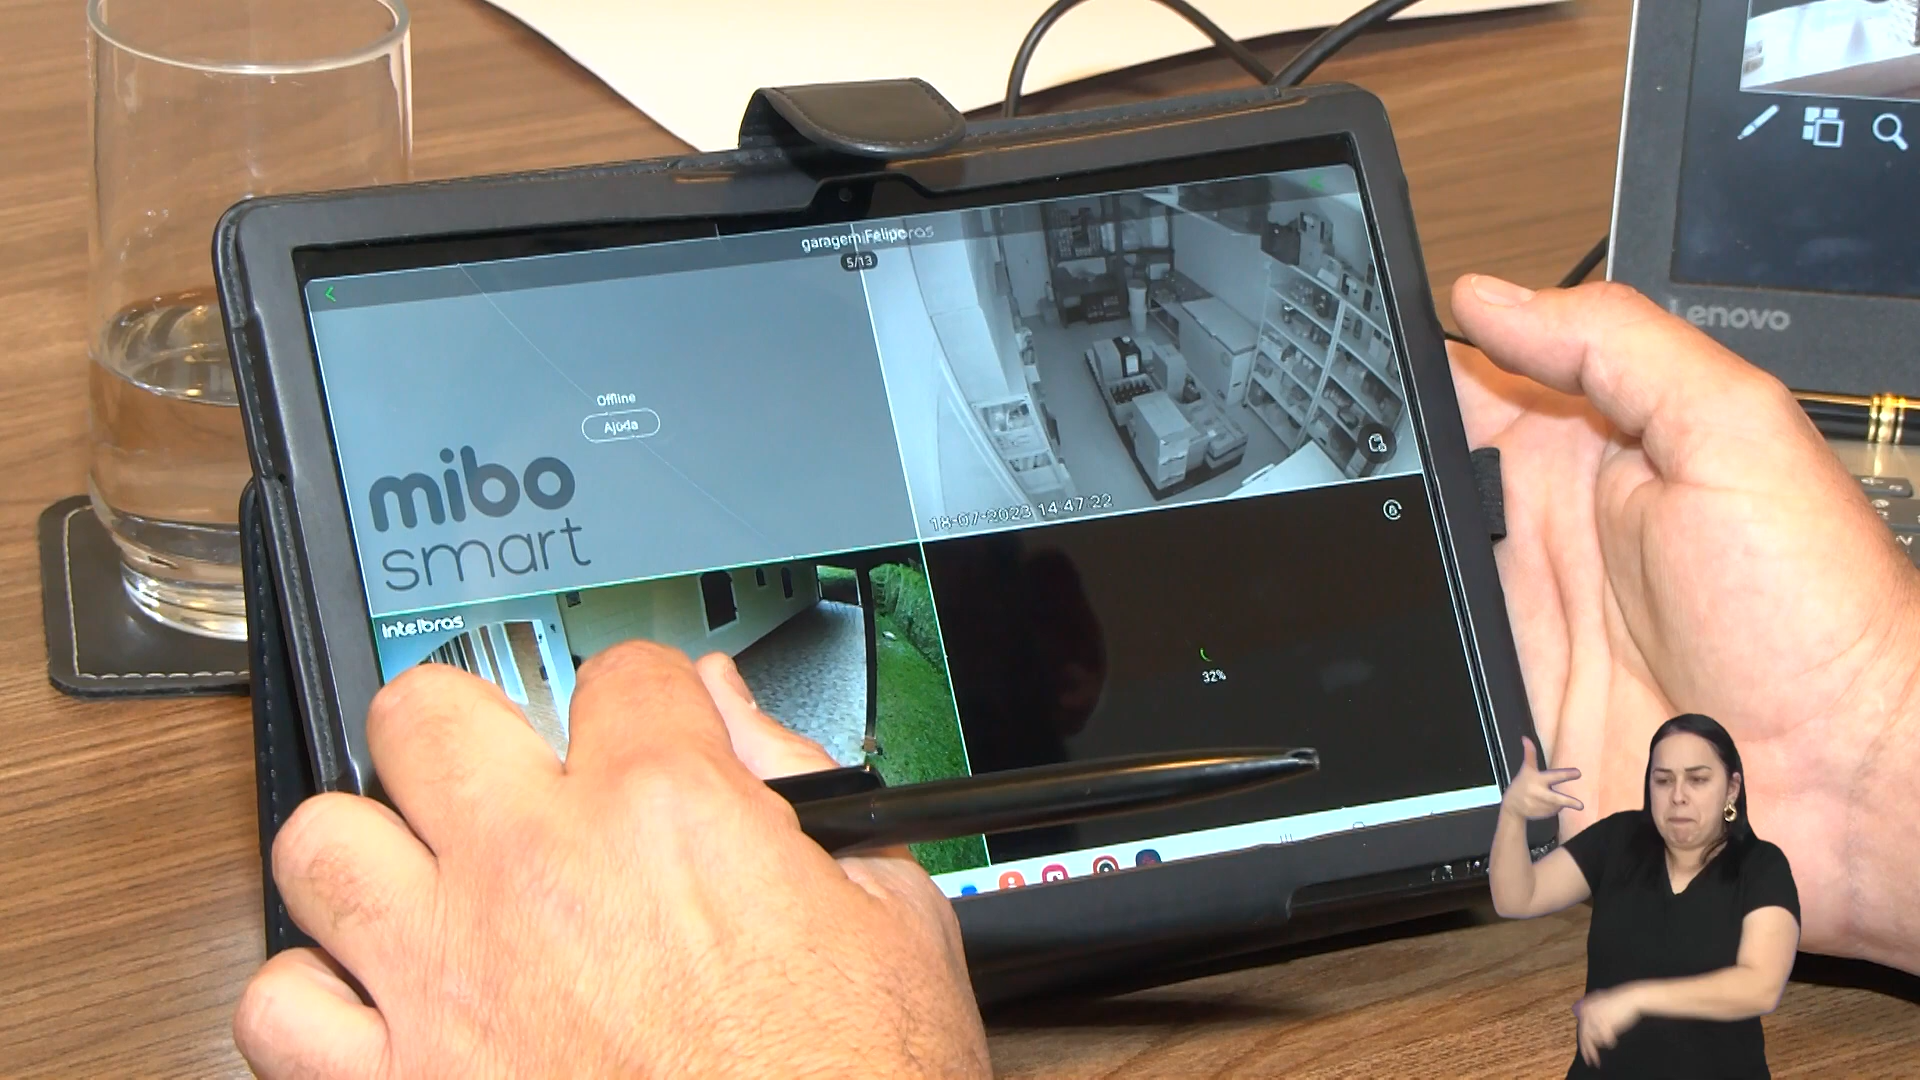 garagem Felipe
5/13
Offline
Ajuda
mibo
smart
18-07-2023 14:47:22
intelbras
32%
Lenovo